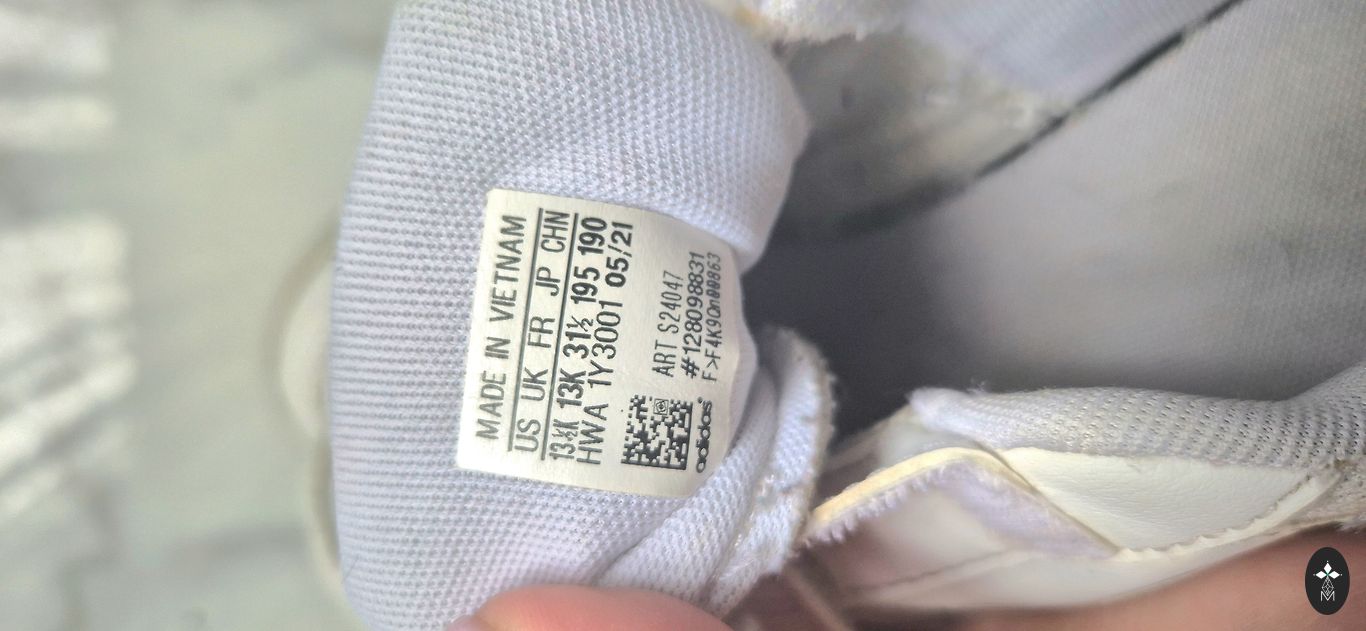 MADE IN VIETNAM
US UK FR JP CHN
13½K 13K 31½ 195 190
HWA 1Y3001 05/21
ART S24047
#128098831
adidas
M